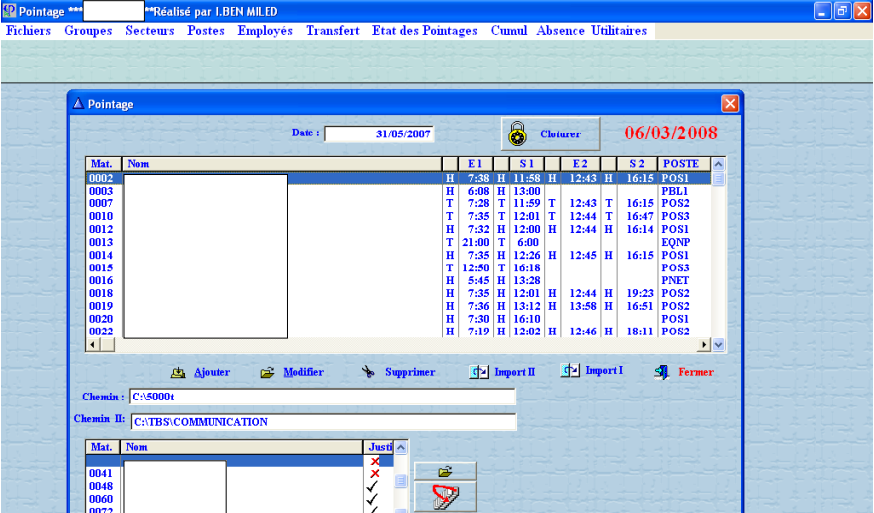 Pointage *** **Réalisé par I.BEN MILED
Fichiers Groupes Secteurs Postes Employés Transfert Etat des Pointages Cumul Absence Utilitaires
Pointage
Date : 31/05/2007 Cloturer 06/03/2008
Mat. Nom E 1 S 1 E 2 S 2 POSTE
0002 H 7:38 H 11:58 H 12:43 H 16:15 POS1
0003 H 6:08 H 13:00 PBL1
0007 T 7:28 T 11:59 T 12:43 T 16:15 POS2
0010 T 7:35 T 12:01 T 12:44 T 16:47 POS3
0012 H 7:32 H 12:00 H 12:44 H 16:14 POS1
0013 T 21:00 T 6:00 EQNP
0014 H 7:35 H 12:26 H 12:45 H 16:15 POS1
0015 T 12:50 T 16:18 POS3
0016 H 5:45 H 13:28 PNET
0018 H 7:35 H 12:01 H 12:44 H 19:23 POS2
0019 H 7:36 H 13:12 H 13:58 H 16:51 POS2
0020 H 7:30 H 16:10 POS1
0022 H 7:19 H 12:02 H 12:46 H 18:11 POS2
Ajouter Modifier Supprimer Import II Import I Fermer
Chemin : C:\5000t
Chemin II: C:\TBS\COMMUNICATION
Mat. Nom Justi
0041
0048
0060
0072